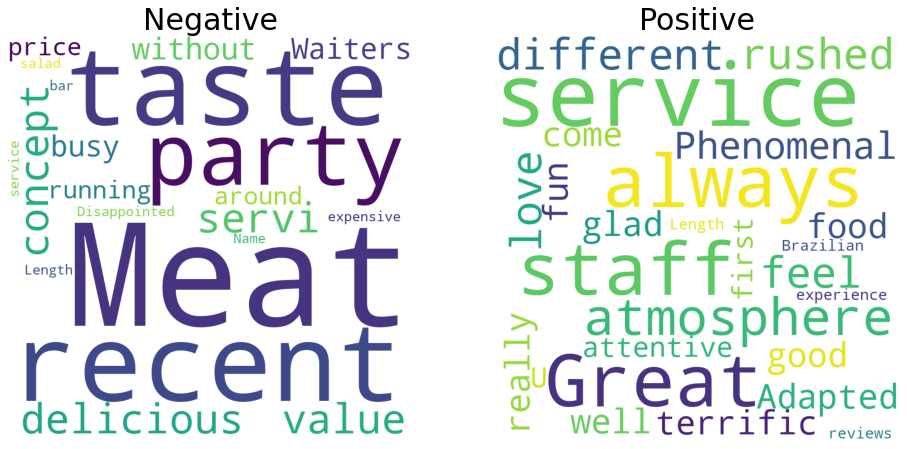 Negative
price
without
Waiters
salad
taste
bar
concept
busy
party
service
running
around
Disappointed
servi
expensive
Name
Meat
Length
recent
delicious
value
Positive
different
rushed
service
come
Phenomenal
love
fun
always
glad
Length
food
first
Brazilian
staff
feel
experience
atmosphere
really
attentive
good
U
Great
Adapted
well
terrific
reviews